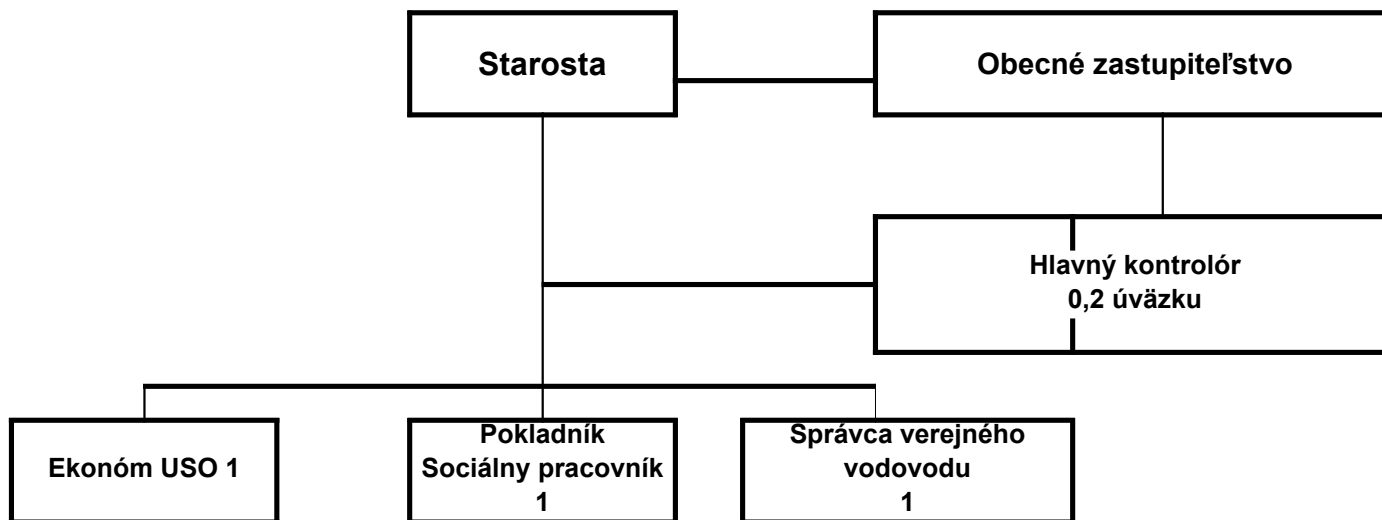 Starosta
Obecné zastupiteľstvo
Hlavný kontrolór
0,2 úväzku
Ekonóm USO 1
Pokladník
Sociálny pracovník
1
Správca verejného
vodovodu
1